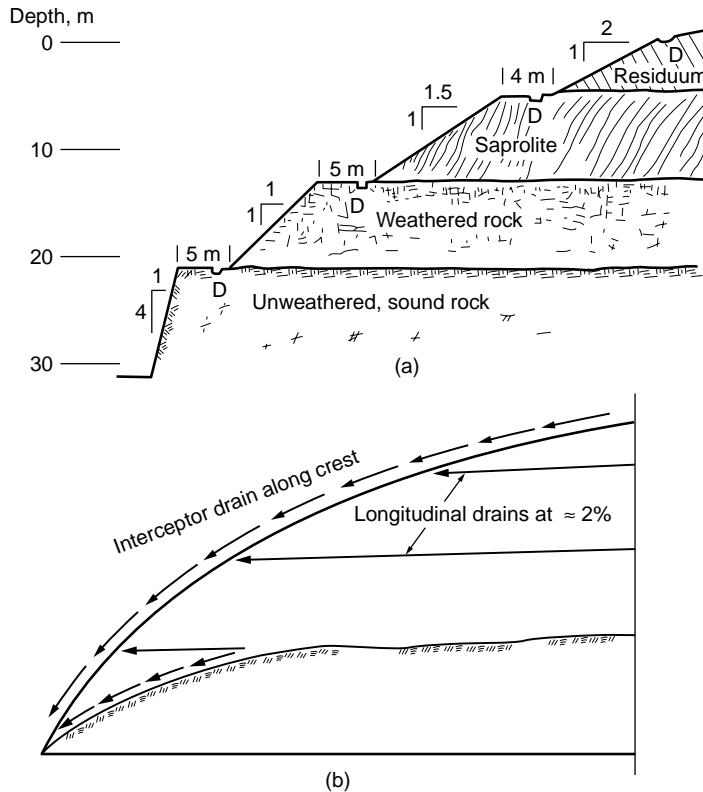 Depth, m
0
10
20
30
2
1
D
Residuum
4 m
1.5
1
D
Saprolite
5 m
1
1
D
Weathered rock
5 m
1
4
D
Unweathered, sound rock
(a)
Interceptor drain along crest
Longitudinal drains at ≈ 2%
(b)